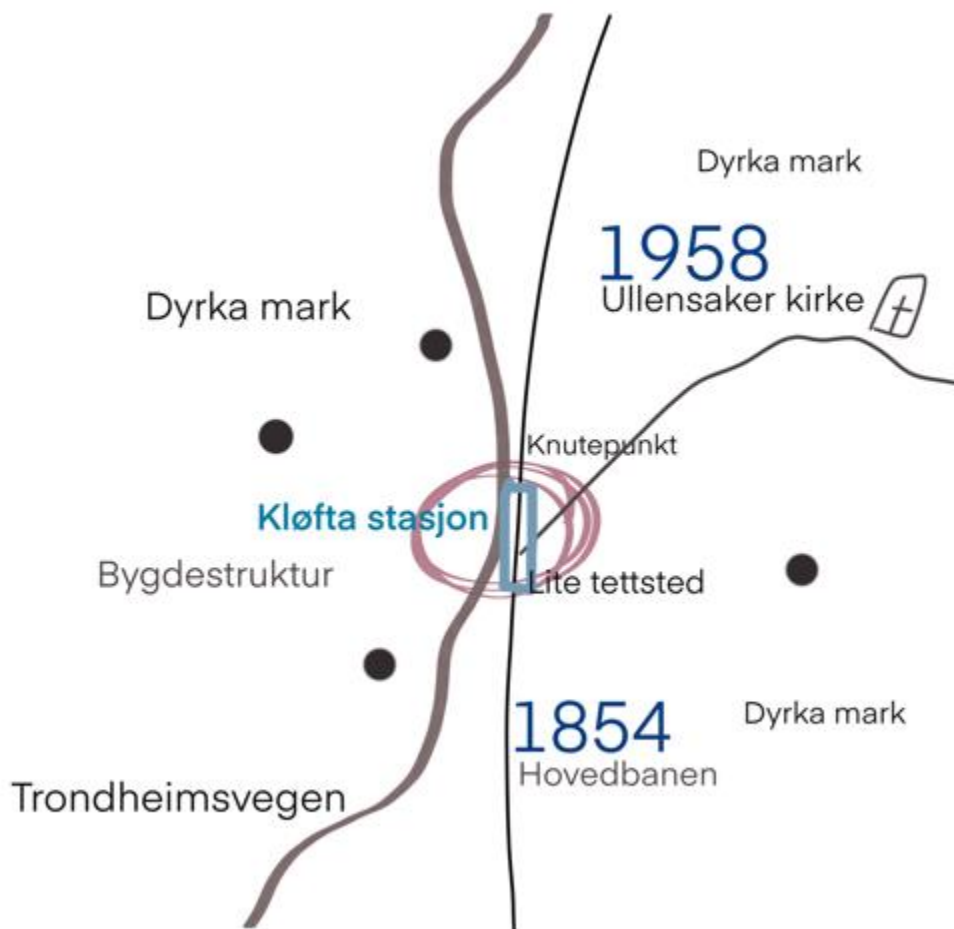 Dyrka mark
1958
Ullensaker kirke
Dyrka mark
Knutepunkt
Kløfta stasjon
Bygdestruktur
Lite tettsted
1854
Hovedbanen
Dyrka mark
Trondheimsvegen